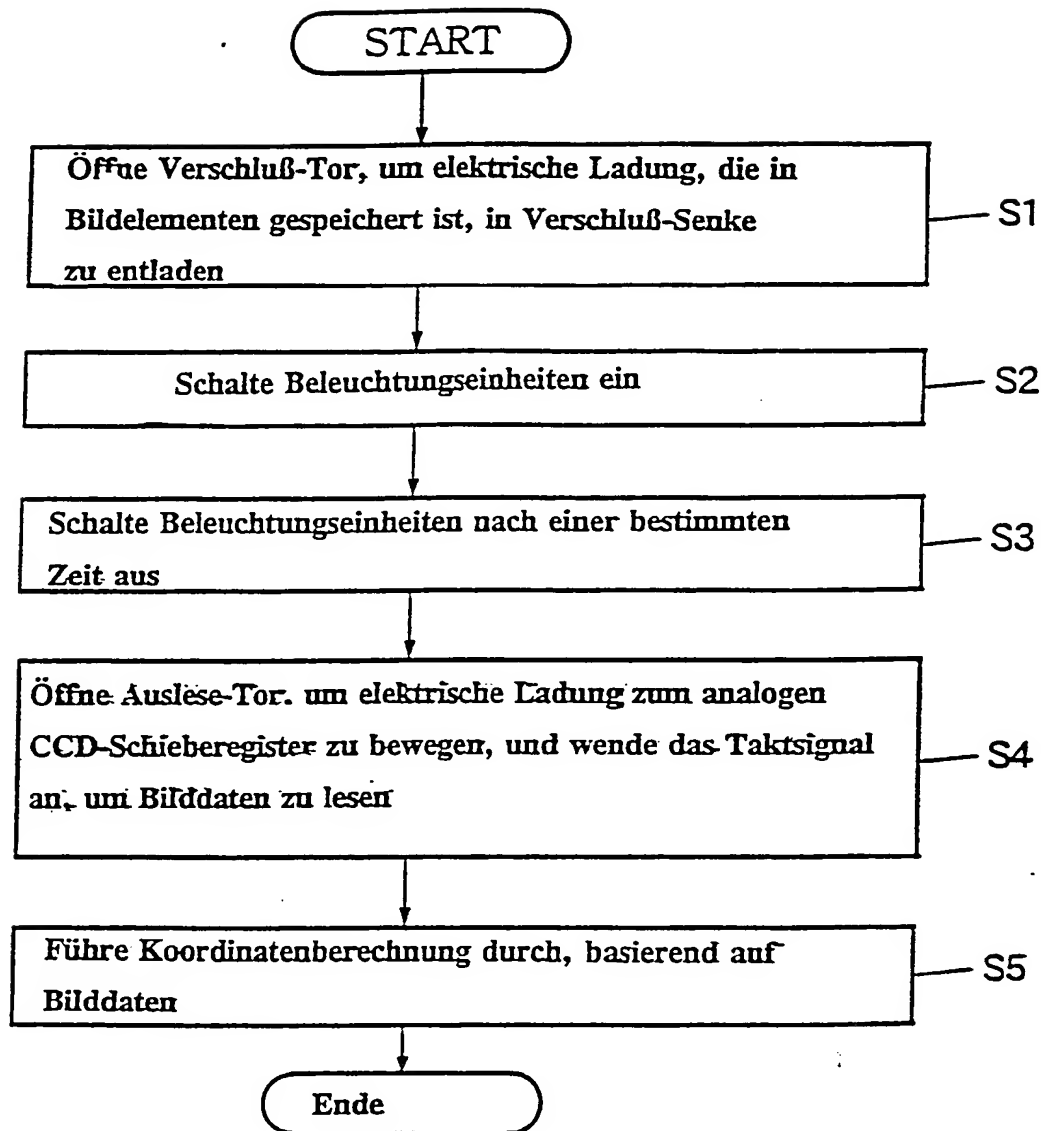 START
Öffne Verschluß-Tor, um elektrische Ladung, die in
Bildelementen gespeichert ist, in Verschluß-Senke
zu entladen
S1
Schalte Beleuchtungseinheiten ein
S2
Schalte Beleuchtungseinheiten nach einer bestimmten
Zeit aus
S3
Öffne Auslese-Tor. um elektrische Ladung zum analogen
CCD-Schieberegister zu bewegen, und wende das Taktsignal
an, um Bilddaten zu lesen
S4
Führe Koordinatenberechnung durch, basierend auf
Bilddaten
S5
Ende